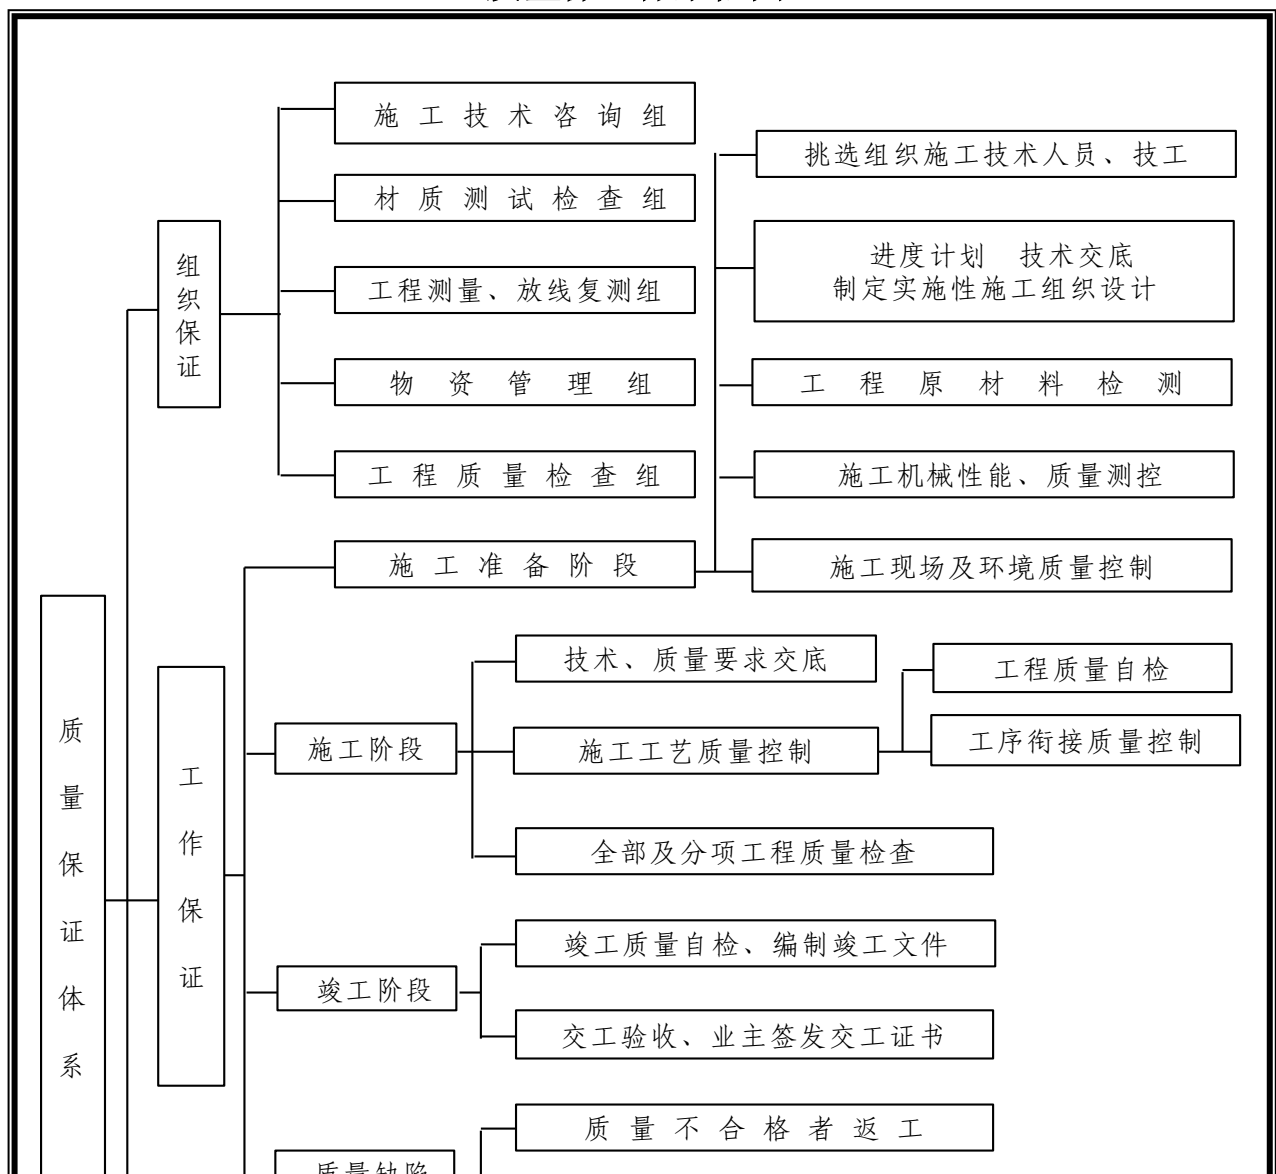 施工技术咨询组
材质测试检查组
工程测量、放线复测组
物资管理组
工程质量检查组
组织保证
挑选组织施工技术人员、技工
进度计划 技术交底
制定实施性施工组织设计
工程原材料检测
施工机械性能、质量测控
施工现场及环境质量控制
施工准备阶段
质量保证体系
工作保证
施工阶段
技术、质量要求交底
施工工艺质量控制
工程质量自检
工序衔接质量控制
全部及分项工程质量检查
竣工阶段
竣工质量自检、编制竣工文件
交工验收、业主签发交工证书
质量不合格者返工
质量缺陷